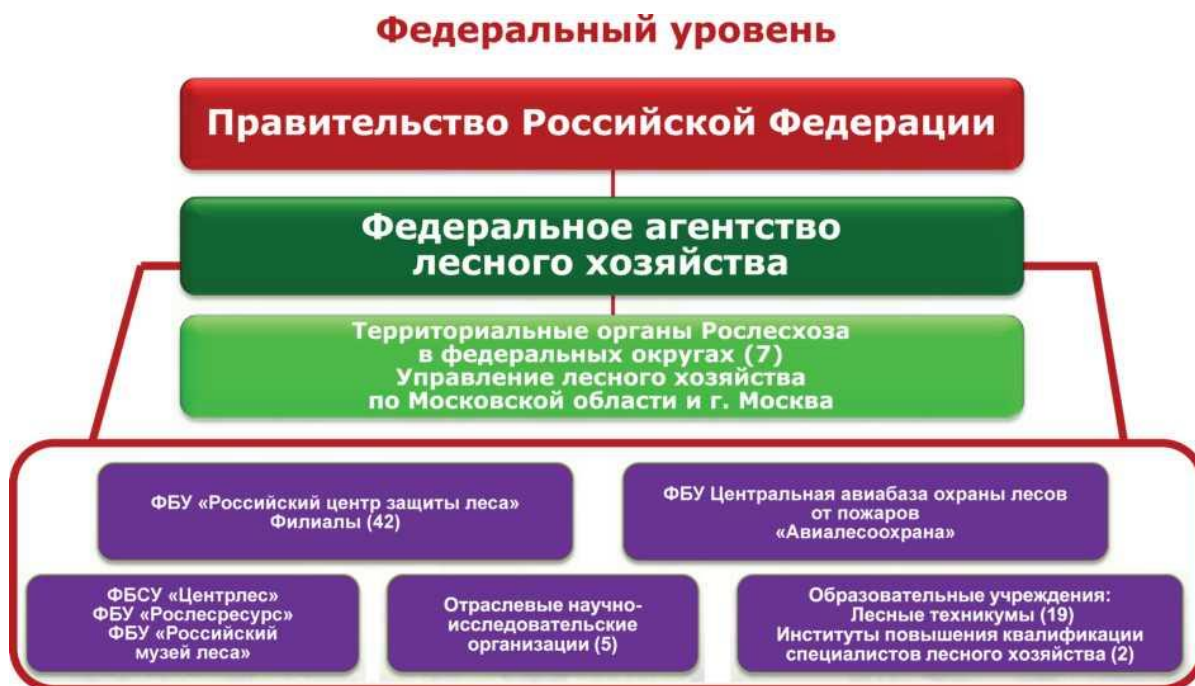 Федеральный уровень
Правительство Российской Федерации
Федеральное агентство
лесного хозяйства
Территориальные органы Рослесхоза
в федеральных округах (7)
Управление лесного хозяйства
по Московской области и г. Москва
ФБУ «Российский центр защиты леса»
Филиалы (42)
ФБУ Центральная авиабаза охраны лесов
от пожаров
«Авиалесоохрана»
ФБСУ «Центрлес»
ФБУ «Рослесресурс»
ФБУ «Российский
музей леса»
Отраслевые научно-
исследовательские
организации (5)
Образовательные учреждения:
Лесные техникумы (19)
Институты повышения квалификации
специалистов лесного хозяйства (2)